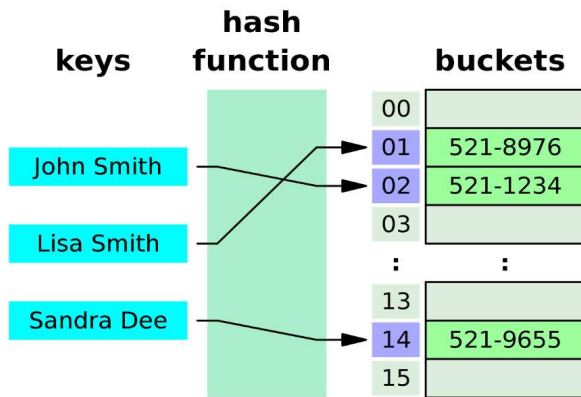 hash
keys function buckets
00
01 521-8976
John Smith 02 521-1234
Lisa Smith 03
: :
13
Sandra Dee 14 521-9655
15